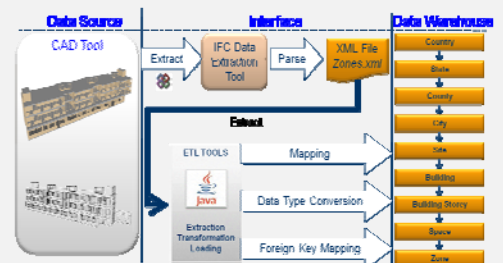 Data Source
Interface
Data Warehouse
CAD Tool
Extract
IFC Data
Extraction
Tool
Parse
XML File
Zones.xml
Country
State
County
City
Site
Building
Building Storey
Space
Zone
Extract
ETL TOOLS
Java
Extraction
Transformation
Loading
Mapping
Data Type Conversion
Foreign Key Mapping